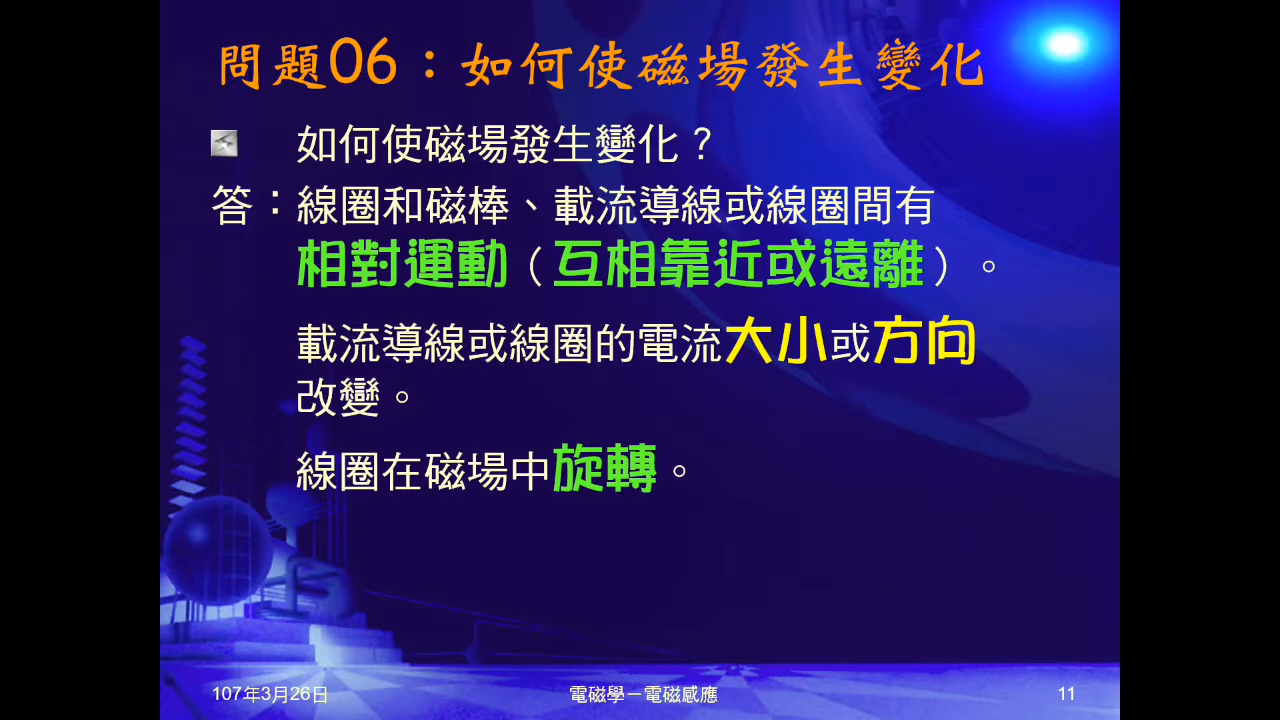 問題06：如何使磁場發生變化
如何使磁場發生變化？
答：線圈和磁棒、載流導線或線圈間有
相對運動（互相靠近或遠離）。
載流導線或線圈的電流大小或方向
改變。
線圈在磁場中旋轉。
107年3月26日
電磁學－電磁感應
11